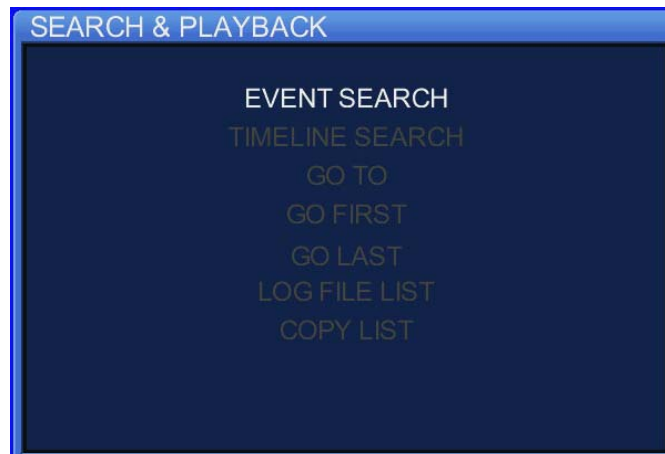 SEARCH & PLAYBACK
EVENT SEARCH
TIMELINE SEARCH
GO TO
GO FIRST
GO LAST
LOG FILE LIST
COPY LIST